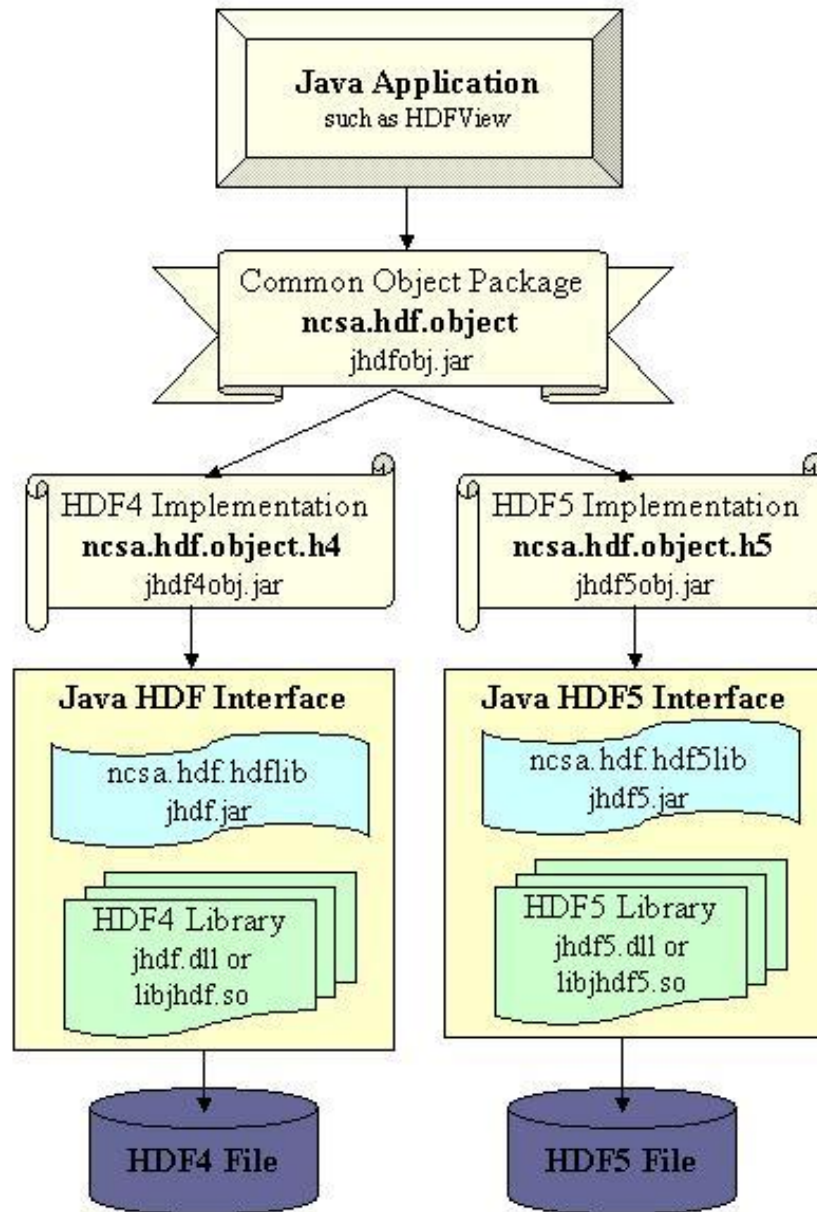 Java Application
such as HDFView
Common Object Package
ncsa.hdf.object
jhdfobj.jar
HDF4 Implementation
ncsa.hdf.object.h4
jhdf4obj.jar
HDF5 Implementation
ncsa.hdf.object.h5
jhdf5obj.jar
Java HDF Interface
ncsa.hdf.hdflib
jhdf.jar
HDF4 Library
jhdf.dll or
libjhdf.so
Java HDF5 Interface
ncsa.hdf.hdf5lib
jhdf5.jar
HDF5 Library
jhdf5.dll or
libjhdf5.so
HDF4 File
HDF5 File